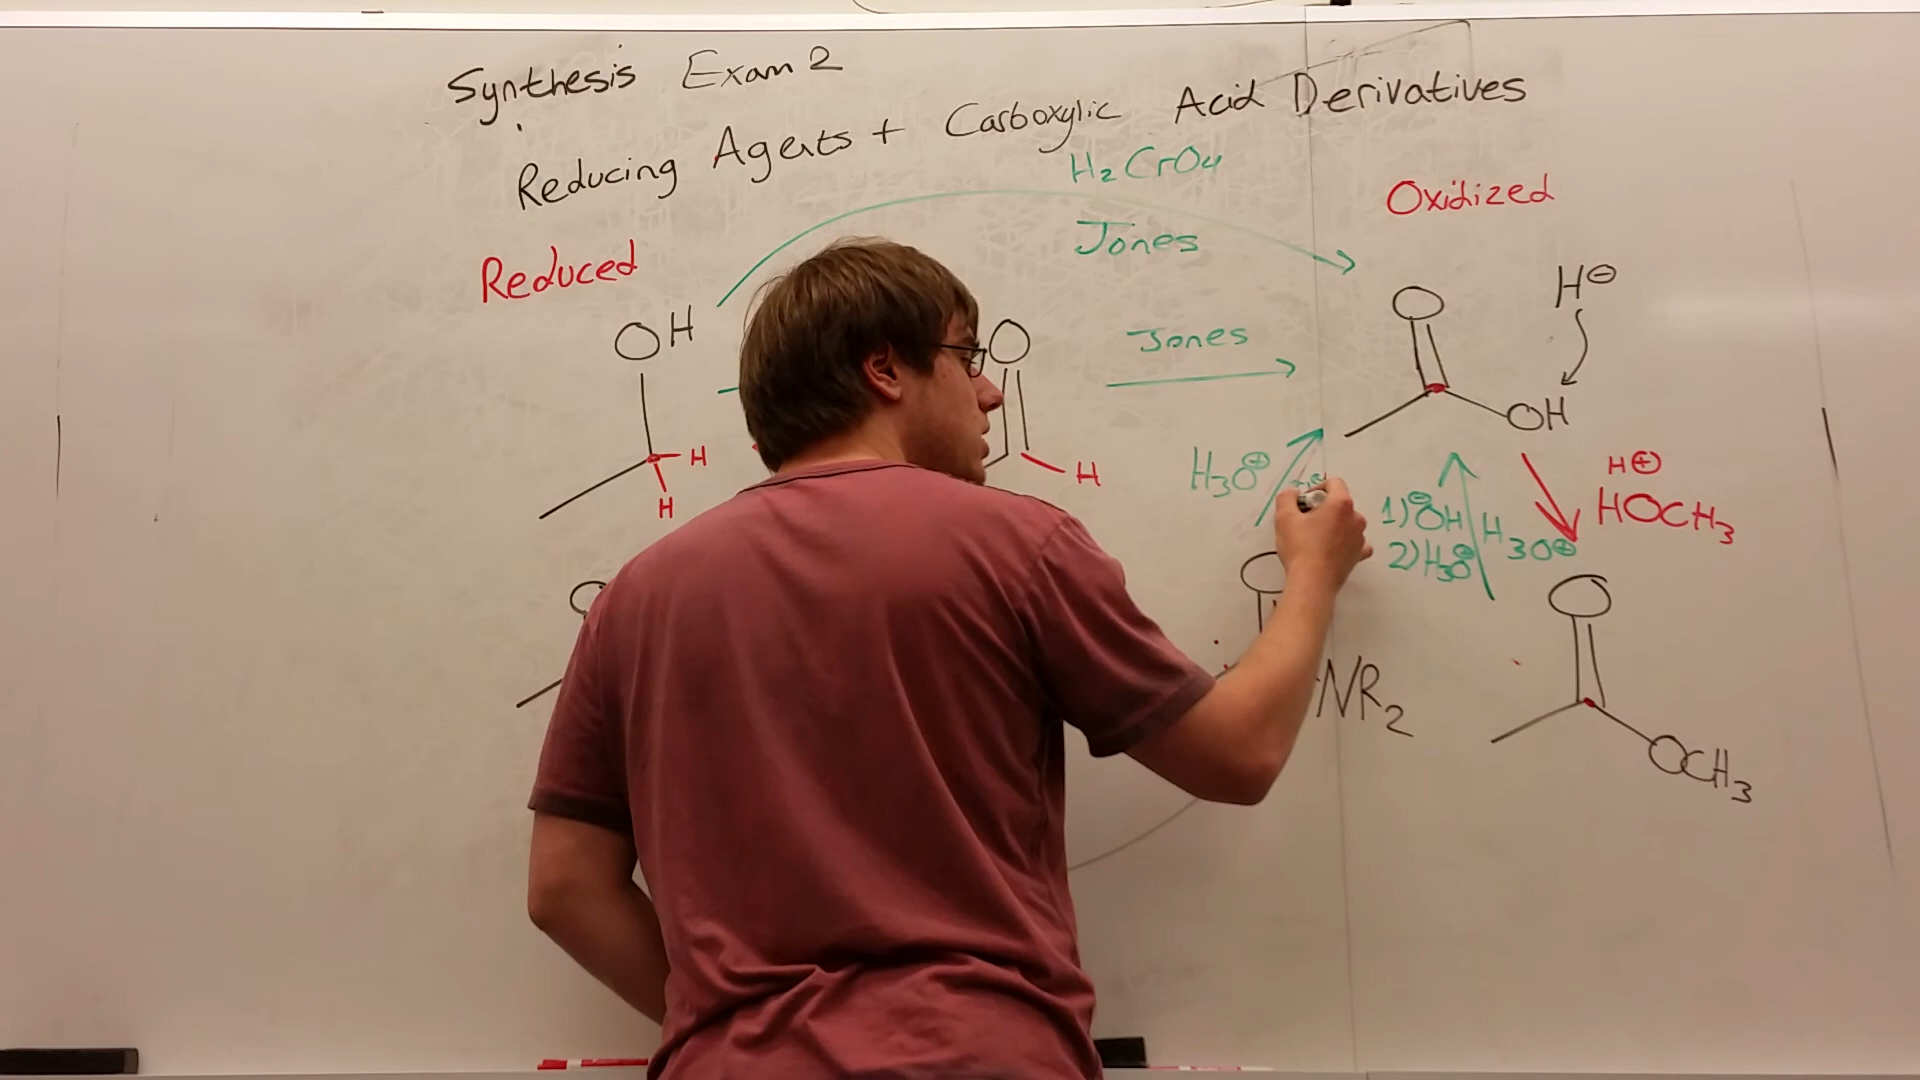 Synthesis Exam 2
Reducing Agents + Carboxylic Acid Derivatives
H₂CrO₄
Jones
Oxidized
Reduced
OH
H
H
O
H
Jones
O
OH
H⊖
H₃O⊕
1) ⊖OH
2) H₃O⊕
H₃O⊕
H⊕
HOCH₃
O
NR₂
O
OCH₃